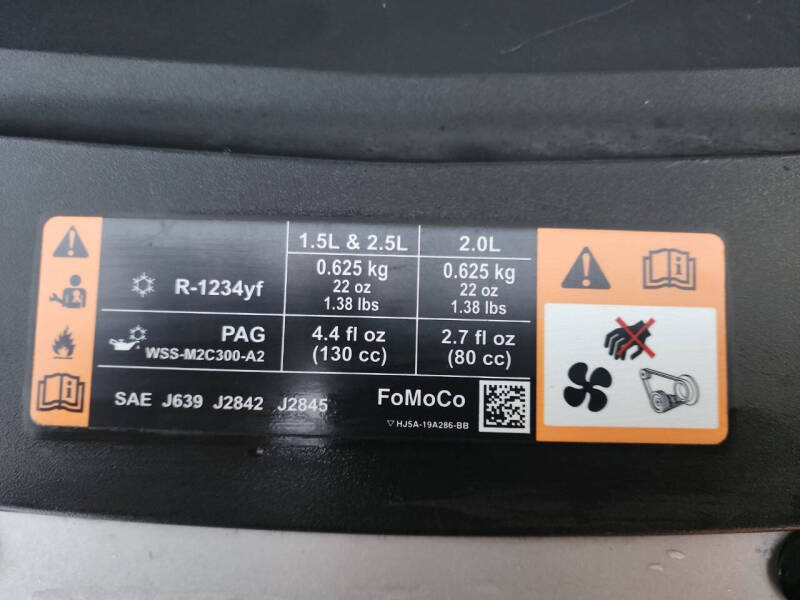 1.5L & 2.5L 2.0L
R-1234yf 0.625 kg 0.625 kg
22 oz 22 oz
1.38 lbs 1.38 lbs
PAG 4.4 fl oz 2.7 fl oz
WSS-M2C300-A2 (130 cc) (80 cc)
SAE J639 J2842 J2845 FoMoCo
HJ5A-19A286-BB